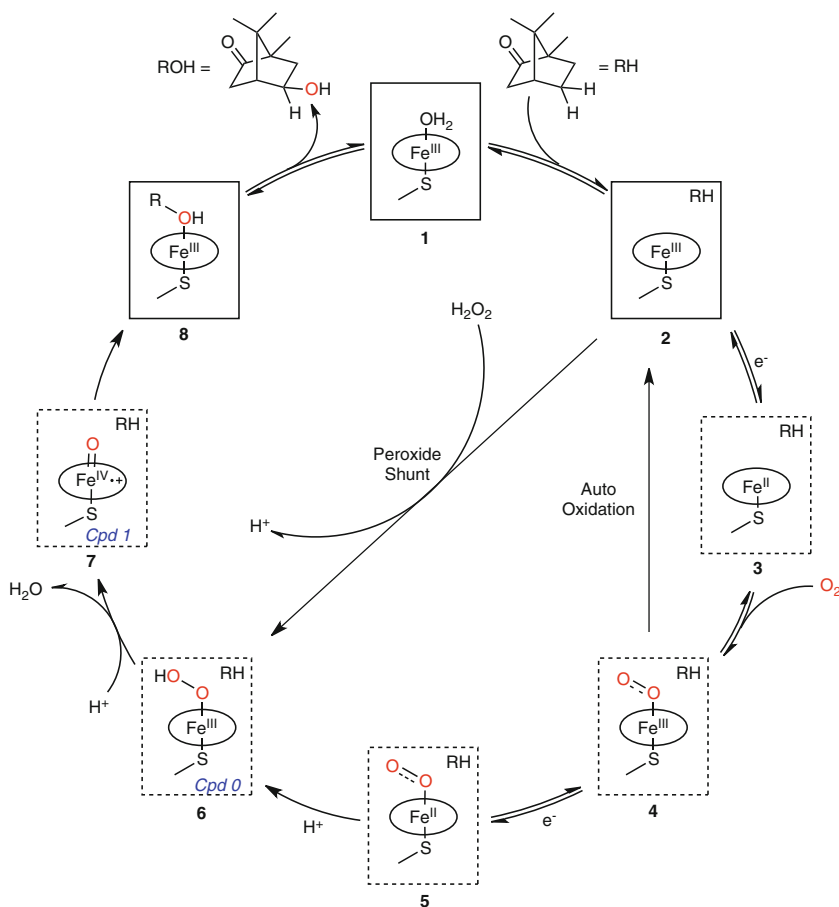 ROH =
O
OH
H
O
H
H
= RH
OH₂
Feᴵᴵᴵ
S
1
R
OH
Feᴵᴵᴵ
S
8
RH
Feᴵᴵᴵ
S
2
H₂O₂
e⁻
Peroxide
Shunt
H⁺
Auto
Oxidation
RH
O
Feᴵⱽ•+
S
Cpd 1
7
RH
Feᴵᴵ
S
3
H₂O
H⁺
O₂
RH
HO
O
Feᴵᴵᴵ
S
Cpd 0
6
RH
O
O
Feᴵᴵᴵ
S
4
H⁺
e⁻
RH
O
O
Feᴵᴵ
S
5